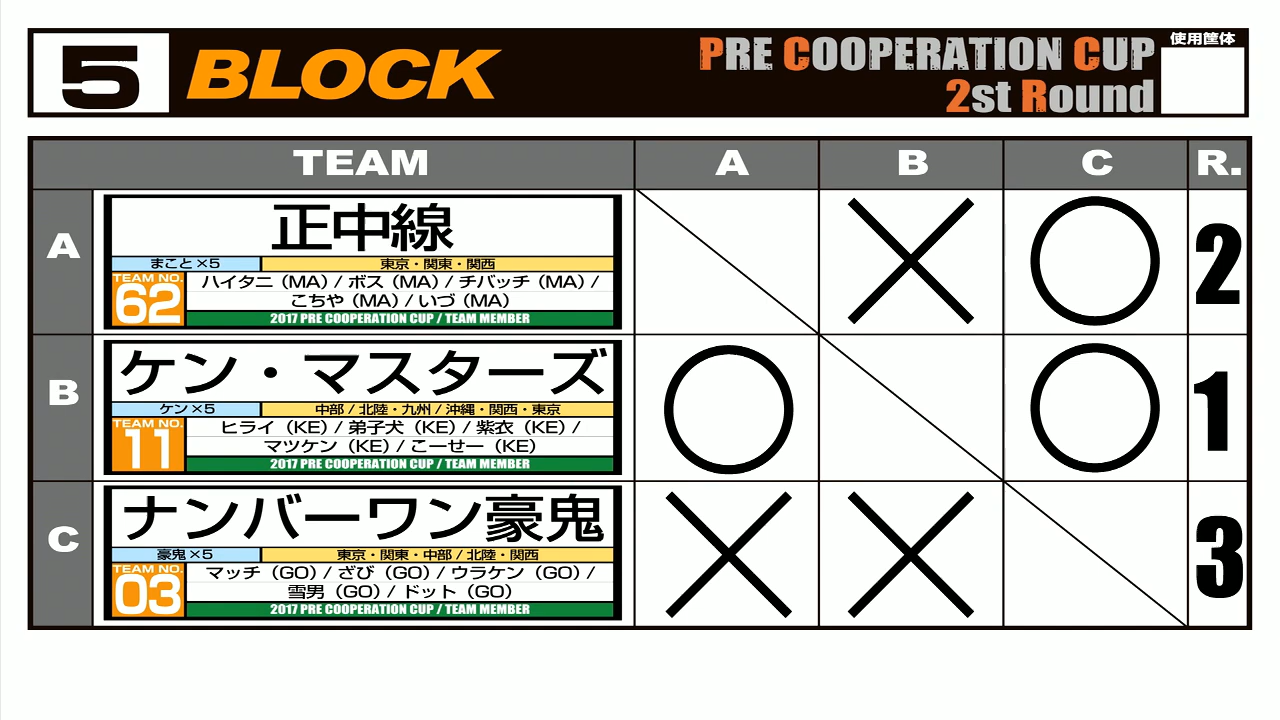 5 BLOCK
PRE COOPERATION CUP
2st Round
使用筐体
TEAM A B C R.
A
正中線
まこと×5 東京・関東・関西
TEAM NO. 62
ハイタニ（MA）/ ボス（MA）/ チバッチ（MA）/
こちや（MA）/ いづ（MA）
2017 PRE COOPERATION CUP / TEAM MEMBER
2
B
ケン・マスターズ
ケン×5 中部 / 北陸・九州 / 沖縄・関西・東京
TEAM NO. 11
ヒライ（KE）/ 弟子犬（KE）/ 紫衣（KE）/
マツケン（KE）/ こーせー（KE）
2017 PRE COOPERATION CUP / TEAM MEMBER
1
C
ナンバーワン豪鬼
豪鬼×5 東京・関東・中部 / 北陸・関西
TEAM NO. 03
マッチ（GO）/ ざび（GO）/ ウラケン（GO）/
雪男（GO）/ ドット（GO）
2017 PRE COOPERATION CUP / TEAM MEMBER
3